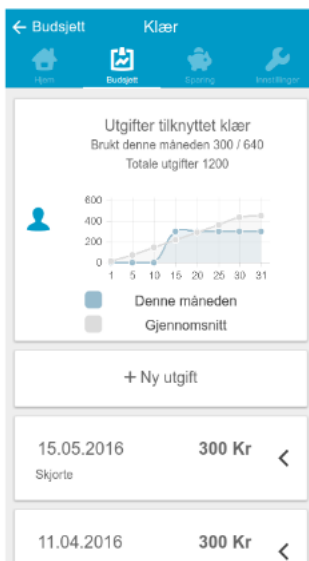 Budsjett Klær
Hjem Budsjett Sparing Innstillinger
Utgifter tilknyttet klær
Brukt denne måneden 300 / 640
Totale utgifter 1200
600
400
200
0
1 5 10 15 20 25 30 31
Denne måneden
Gjennomsnitt
+ Ny utgift
15.05.2016 300 Kr
Skjorte
11.04.2016 300 Kr